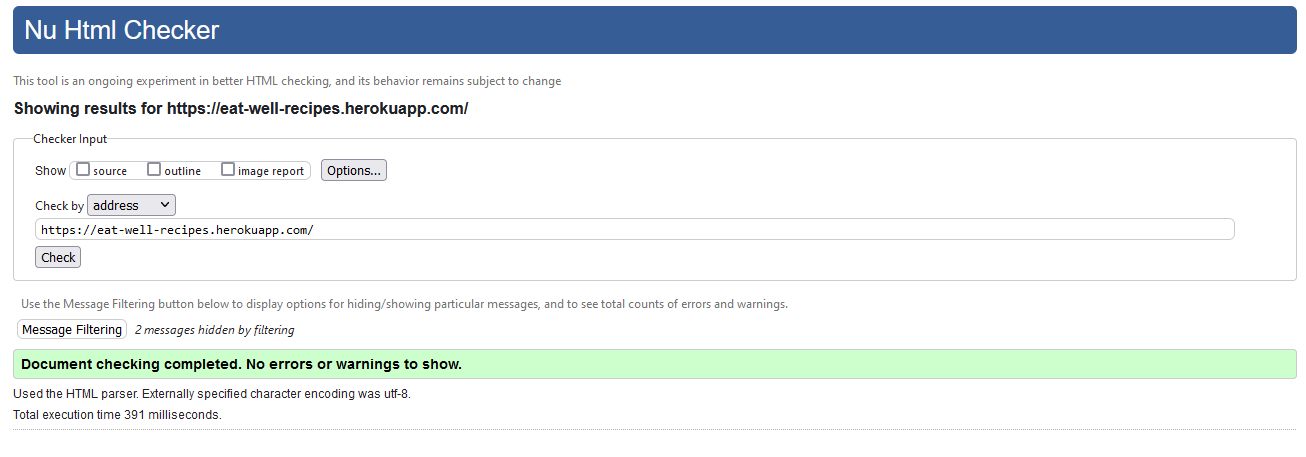 Nu Html Checker
This tool is an ongoing experiment in better HTML checking, and its behavior remains subject to change
Showing results for https://eat-well-recipes.herokuapp.com/
Checker Input
Show source outline image report Options...
Check by address
https://eat-well-recipes.herokuapp.com/
Check
Use the Message Filtering button below to display options for hiding/showing particular messages, and to see total counts of errors and warnings.
Message Filtering 2 messages hidden by filtering
Document checking completed. No errors or warnings to show.
Used the HTML parser. Externally specified character encoding was utf-8.
Total execution time 391 milliseconds.